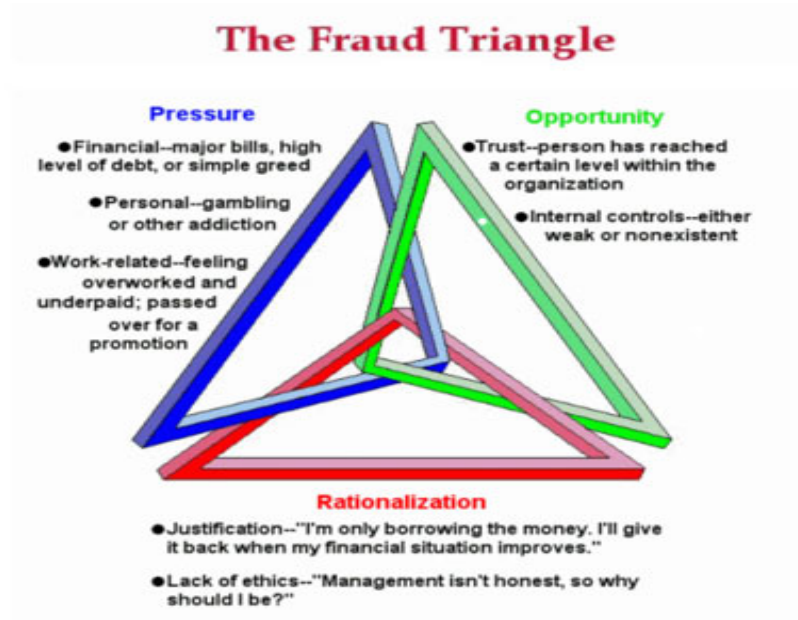 The Fraud Triangle
Pressure
●Financial--major bills, high
level of debt, or simple greed
●Personal--gambling
or other addiction
●Work-related--feeling
overworked and
underpaid; passed
over for a
promotion
Opportunity
●Trust--person has reached
a certain level within the
organization
●Internal controls--either
weak or nonexistent
Rationalization
●Justification--"I'm only borrowing the money. I'll give
it back when my financial situation improves."
●Lack of ethics--"Management isn't honest, so why
should I be?"